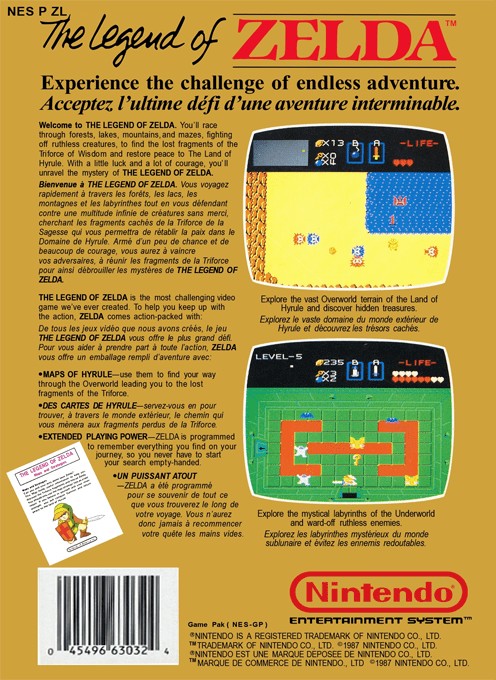 NES P ZL
The Legend of ZELDA™
Experience the challenge of endless adventure.
Acceptez l'ultime défi d'une aventure interminable.
Welcome to THE LEGEND OF ZELDA. You'll race
through forests, lakes, mountains,and mazes, fighting
off ruthless creatures, to find the lost fragments of the
Triforce of Wisdom and restore peace to The Land of
Hyrule. With a little luck and a lot of courage, you'll
unravel the mystery of THE LEGEND OF ZELDA.
Bienvenue à THE LEGEND OF ZELDA. Vous voyagez
rapidement à travers les forêts, les lacs, les
montagnes et les labyrinthes tout en vous défendant
contre une multitude infinie de créatures sans merci,
cherchant les fragments cachés de la Triforce de la
Sagesse qui vous permettra de rétablir la paix dans le
Domaine de Hyrule. Armé d'un peu de chance et de
beaucoup de courage, vous aurez à vaincre
vos adversaires, à réunir les fragments de la Triforce
pour ainsi débrouiller les mystères de THE LEGEND OF
ZELDA.
THE LEGEND OF ZELDA is the most challenging video
game we've ever created. To help you keep up with
the action, ZELDA comes action-packed with:
De tous les jeux vidéo que nous avons créés, le jeu
THE LEGEND OF ZELDA vous offre le plus grand défi.
Pour vous aider à prendre part à toute l'action, ZELDA
vous offre un emballage rempli d'aventure avec:
•MAPS OF HYRULE—use them to find your way
through the Overworld leading you to the lost
fragments of the Triforce.
•DES CARTES DE HYRULE—servez-vous en pour
trouver, à travers le monde extérieur, le chemin qui
vous mènera aux fragments perdus de la Triforce.
•EXTENDED PLAYING POWER—ZELDA is programmed
to remember everything you find on your
journey, so you never have to start
your search empty-handed.
•UN PUISSANT ATOUT
—ZELDA a été programmé
pour se souvenir de tout ce
que vous trouverez le long de
votre voyage. Vous n'aurez
donc jamais à recommencer
votre quête les mains vides.
THE LEGEND OF ZELDA
X13
X0
X4
B A
-LIFE-
Explore the vast Overworld terrain of the Land of
Hyrule and discover hidden treasures.
Explorez le vaste domaine du monde extérieur de
Hyrule et découvrez les trésors cachés.
LEVEL-5
235
X3
X2
B A
-LIFE-
Explore the mystical labyrinths of the Underworld
and ward-off ruthless enemies.
Explorez les labyrinthes mystérieux du monde
sublunaire et évitez les ennemis redoutables.
0 45496 63032 4
Nintendo®
ENTERTAINMENT SYSTEM™
Game Pak ( NES-GP )
®NINTENDO IS A REGISTERED TRADEMARK OF NINTENDO CO., LTD.
™TRADEMARK OF NINTENDO CO., LTD. ©1987 NINTENDO CO., LTD.
®NINTENDO EST UNE MARQUE DEPOSEE DE NINTENDO CO., LTD.
™MARQUE DE COMMERCE DE NINTENDO., LTD ©1987 NINTENDO CO., LTD.